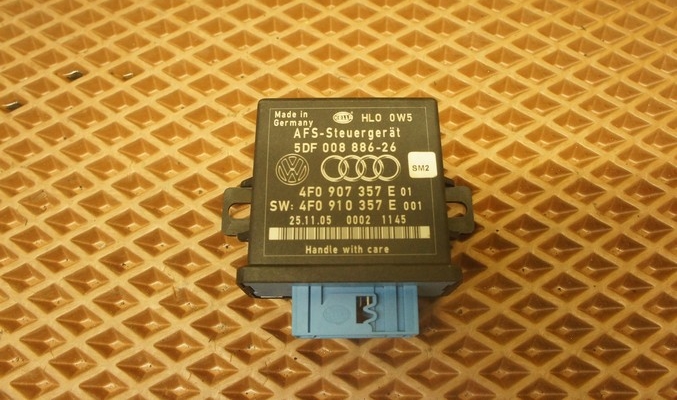 Made in
Germany
HELLA
HLO 0W5
AFS-Steuergerät
5DF 008 886-26
SM2
4F0 907 357 E 01
SW: 4F0 910 357 E 001
25.11.05 0002 1145
Handle with care